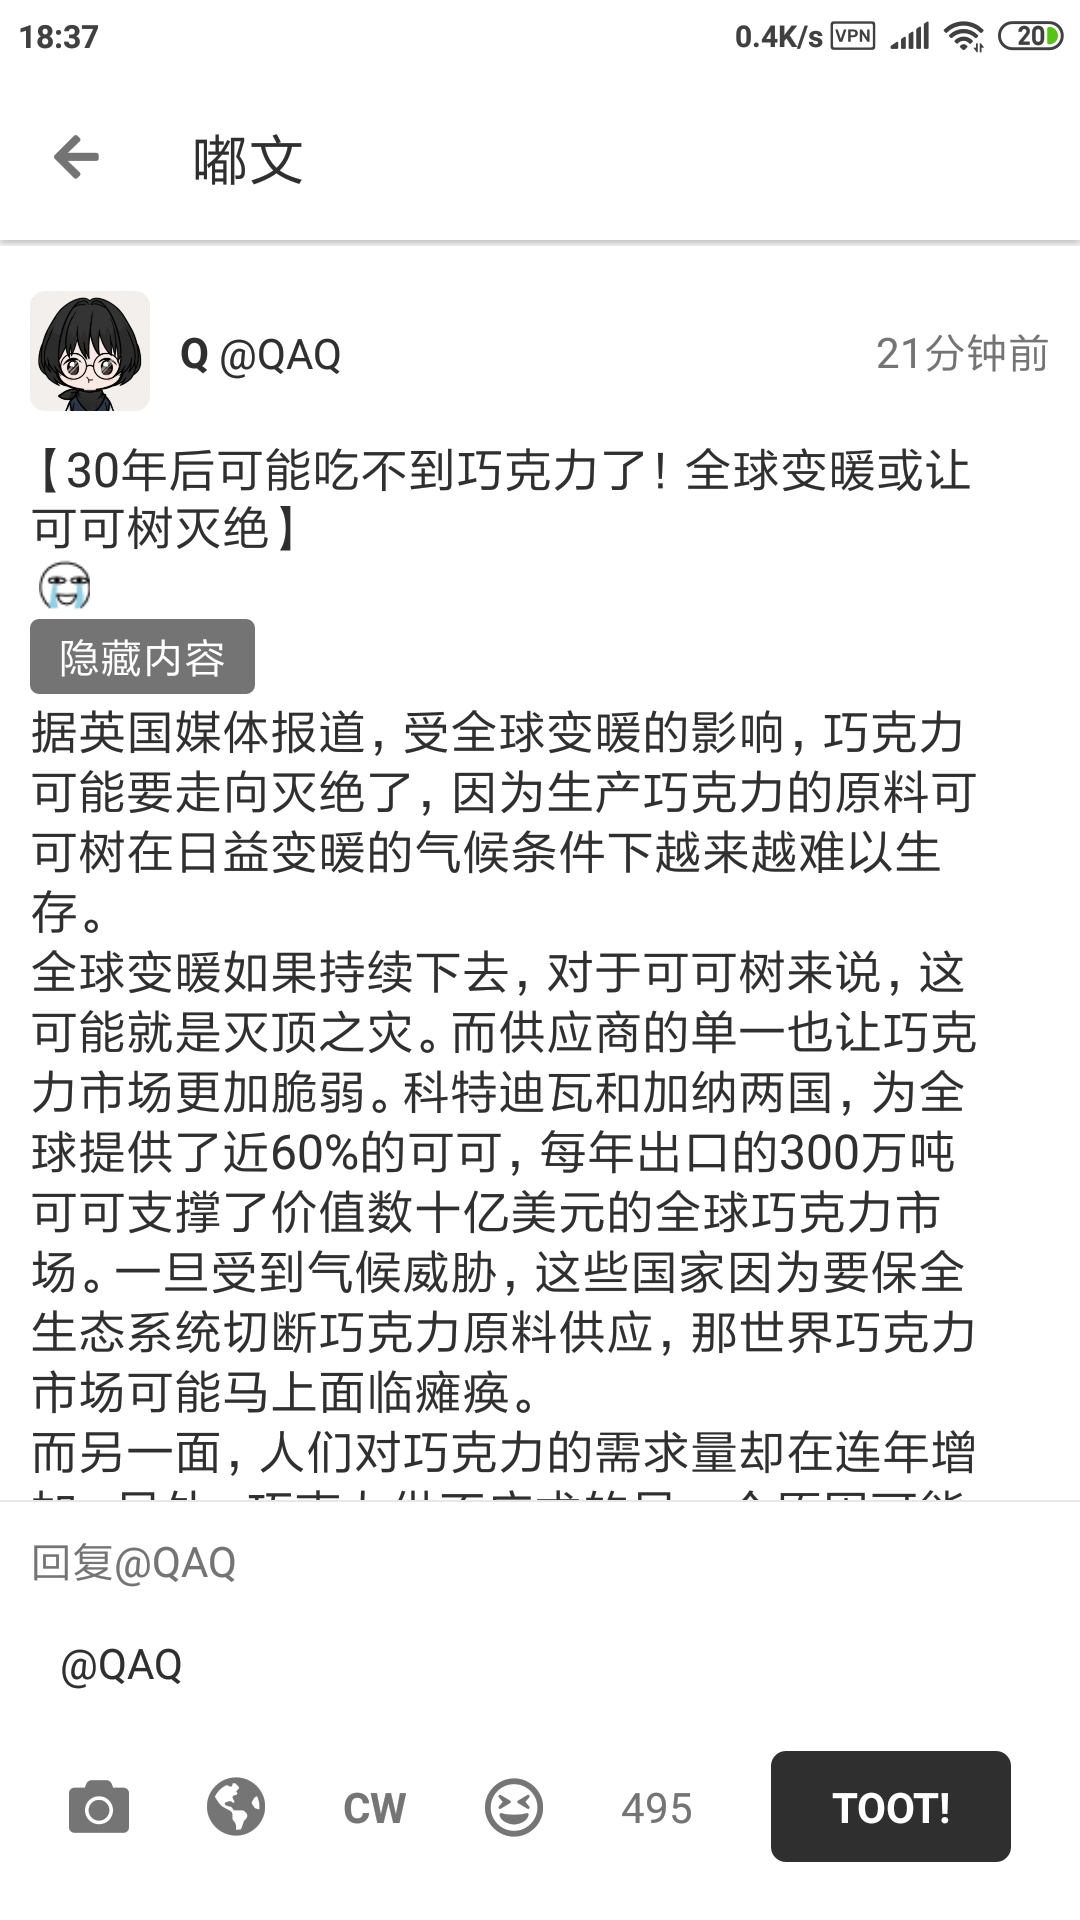 18:37
0.4K/s VPN 20
嘟文
Q @QAQ 21分钟前
【30年后可能吃不到巧克力了！全球变暖或让
可可树灭绝】
隐藏内容
据英国媒体报道，受全球变暖的影响，巧克力
可能要走向灭绝了，因为生产巧克力的原料可
可树在日益变暖的气候条件下越来越难以生
存。
全球变暖如果持续下去，对于可可树来说，这
可能就是灭顶之灾。而供应商的单一也让巧克
力市场更加脆弱。科特迪瓦和加纳两国，为全
球提供了近60%的可可，每年出口的300万吨
可可支撑了价值数十亿美元的全球巧克力市
场。一旦受到气候威胁，这些国家因为要保全
生态系统切断巧克力原料供应，那世界巧克力
市场可能马上面临瘫痪。
而另一面，人们对巧克力的需求量却在连年增
回复@QAQ
@QAQ
CW 495 TOOT!